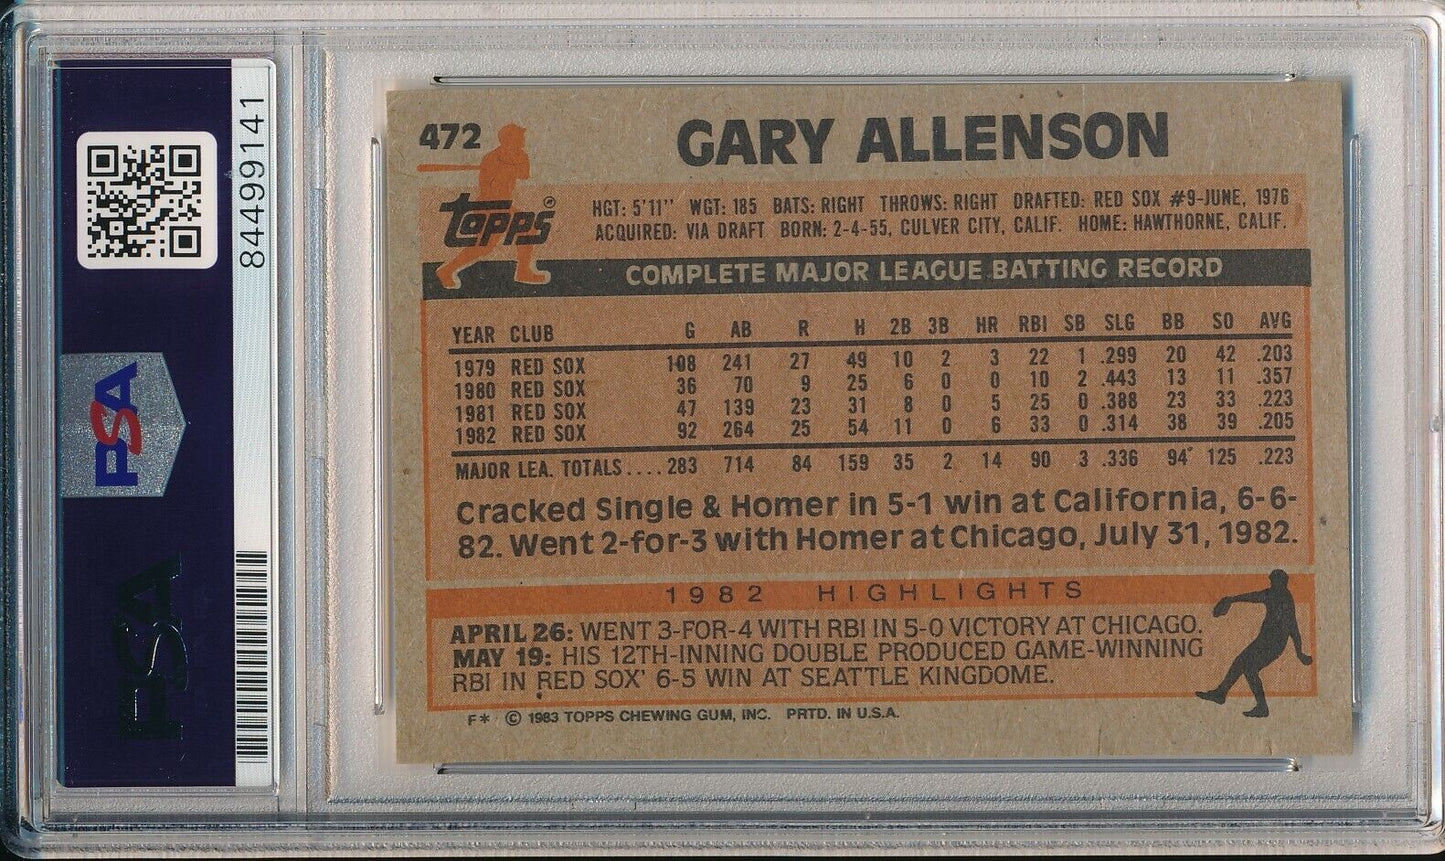 472
GARY ALLENSON
TOPPS ®
HGT: 5'11" WGT: 185 BATS: RIGHT THROWS: RIGHT DRAFTED: RED SOX #9-JUNE, 1976
ACQUIRED: VIA DRAFT BORN: 2-4-55, CULVER CITY, CALIF. HOME: HAWTHORNE, CALIF.
COMPLETE MAJOR LEAGUE BATTING RECORD
YEAR CLUB G AB R H 2B 3B HR RBI SB SLG BB SO AVG
1979 RED SOX 108 241 27 49 10 2 3 22 1 .299 20 42 .203
1980 RED SOX 36 70 9 25 6 0 0 10 2 .443 13 11 .357
1981 RED SOX 47 139 23 31 8 0 5 25 0 .388 23 33 .223
1982 RED SOX 92 264 25 54 11 0 6 33 0 .314 38 39 .205
MAJOR LEA. TOTALS.... 283 714 84 159 35 2 14 90 3 .336 94 125 .223
Cracked Single & Homer in 5-1 win at California, 6-6-
82. Went 2-for-3 with Homer at Chicago, July 31, 1982.
1982 HIGHLIGHTS
APRIL 26: WENT 3-FOR-4 WITH RBI IN 5-0 VICTORY AT CHICAGO.
MAY 19: HIS 12TH-INNING DOUBLE PRODUCED GAME-WINNING
RBI IN RED SOX' 6-5 WIN AT SEATTLE KINGDOME.
F* © 1983 TOPPS CHEWING GUM, INC. PRTD. IN U.S.A.
84499141
PSA
PSA